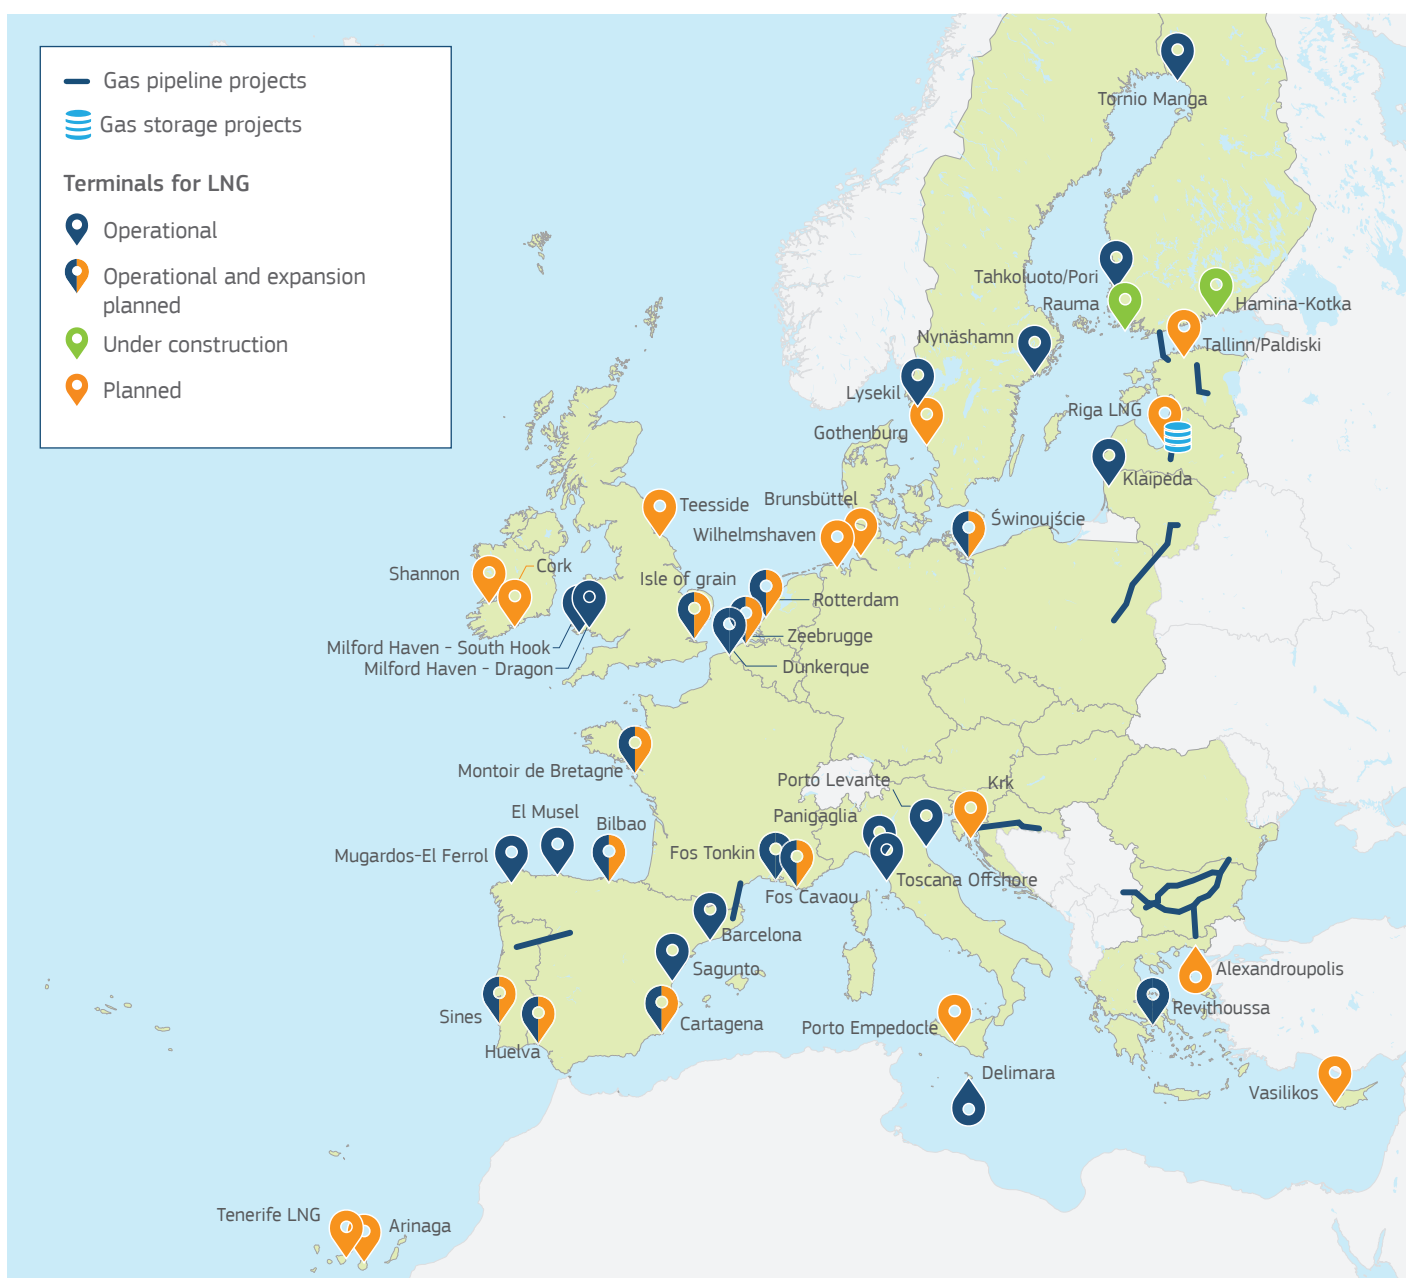 Gas pipeline projects
Gas storage projects
Terminals for LNG
Operational
Operational and expansion
planned
Under construction
Planned
Tornio Manga
Tahkoluoto/Pori
Rauma
Hamina-Kotka
Nynäshamn
Tallinn/Paldiski
Lysekil
Riga LNG
Gothenburg
Klaipėda
Teesside
Brunsbüttel
Wilhelmshaven
Świnoujście
Shannon
Cork
Isle of grain
Rotterdam
Zeebrugge
Milford Haven - South Hook
Milford Haven - Dragon
Dunkerque
Montoir de Bretagne
Porto Levante
Krk
El Musel
Bilbao
Panigaglia
Mugardos-El Ferrol
Fos Tonkin
Toscana Offshore
Fos Cavaou
Barcelona
Sagunto
Alexandroupolis
Revithoussa
Sines
Cartagena
Porto Empedocle
Huelva
Delimara
Vasilikos
Tenerife LNG
Arinaga